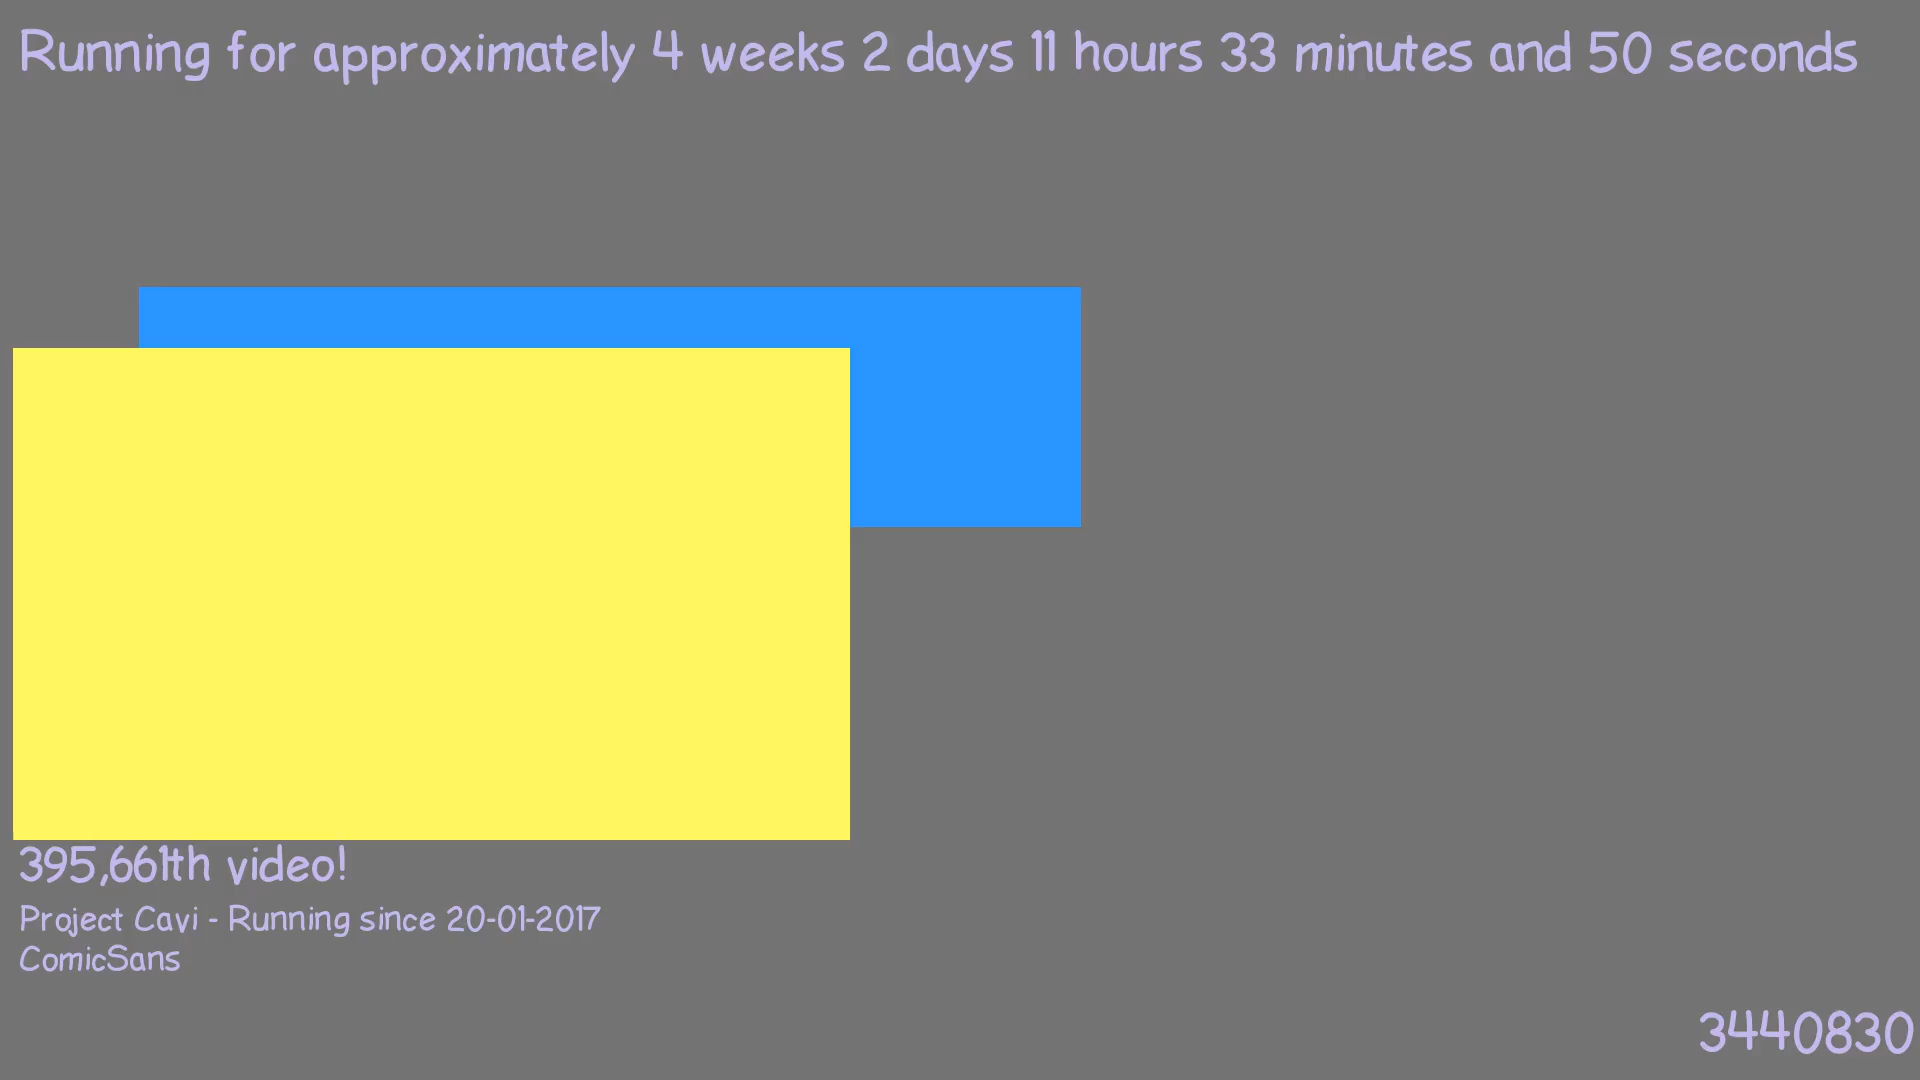 Running for approximately 4 weeks 2 days 11 hours 33 minutes and 50 seconds
395,661th video!
Project Cavi - Running since 20-01-2017
ComicSans
3440830